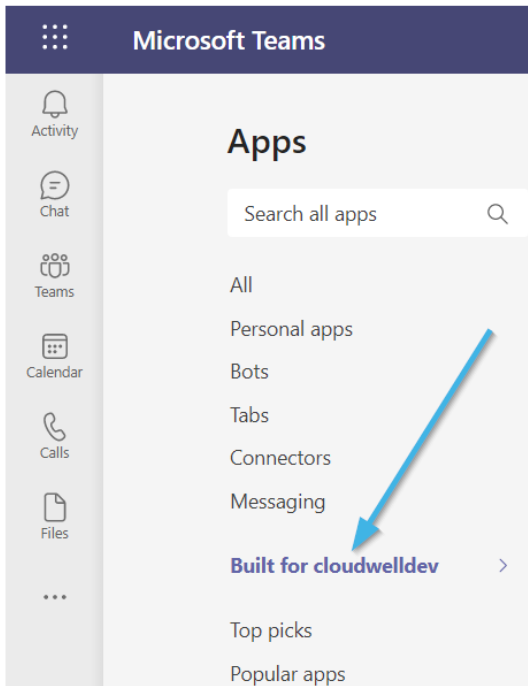 Microsoft Teams
Activity
Chat
Teams
Calendar
Calls
Files
Apps
Search all apps
All
Personal apps
Bots
Tabs
Connectors
Messaging
Built for cloudwelldev
Top picks
Popular apps